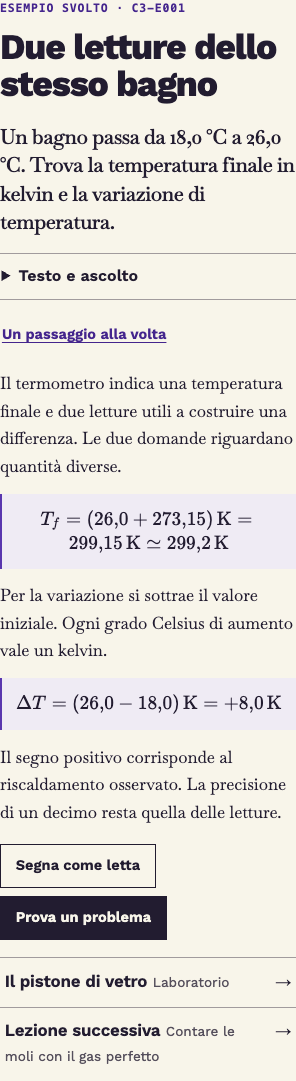 ESEMPIO SVOLTO · C3–E001
Due letture dello
stesso bagno
Un bagno passa da 18,0 °C a 26,0
°C. Trova la temperatura finale in
kelvin e la variazione di
temperatura.
▶ Testo e ascolto
Un passaggio alla volta
Il termometro indica una temperatura
finale e due letture utili a costruire una
differenza. Le due domande riguardano
quantità diverse.
T_f = (26,0 + 273,15) K =
299,15 K ≃ 299,2 K
Per la variazione si sottrae il valore
iniziale. Ogni grado Celsius di aumento
vale un kelvin.
ΔT = (26,0 − 18,0) K = +8,0 K
Il segno positivo corrisponde al
riscaldamento osservato. La precisione
di un decimo resta quella delle letture.
Segna come letta
Prova un problema
Il pistone di vetro Laboratorio →
Lezione successiva Contare le →
moli con il gas perfetto